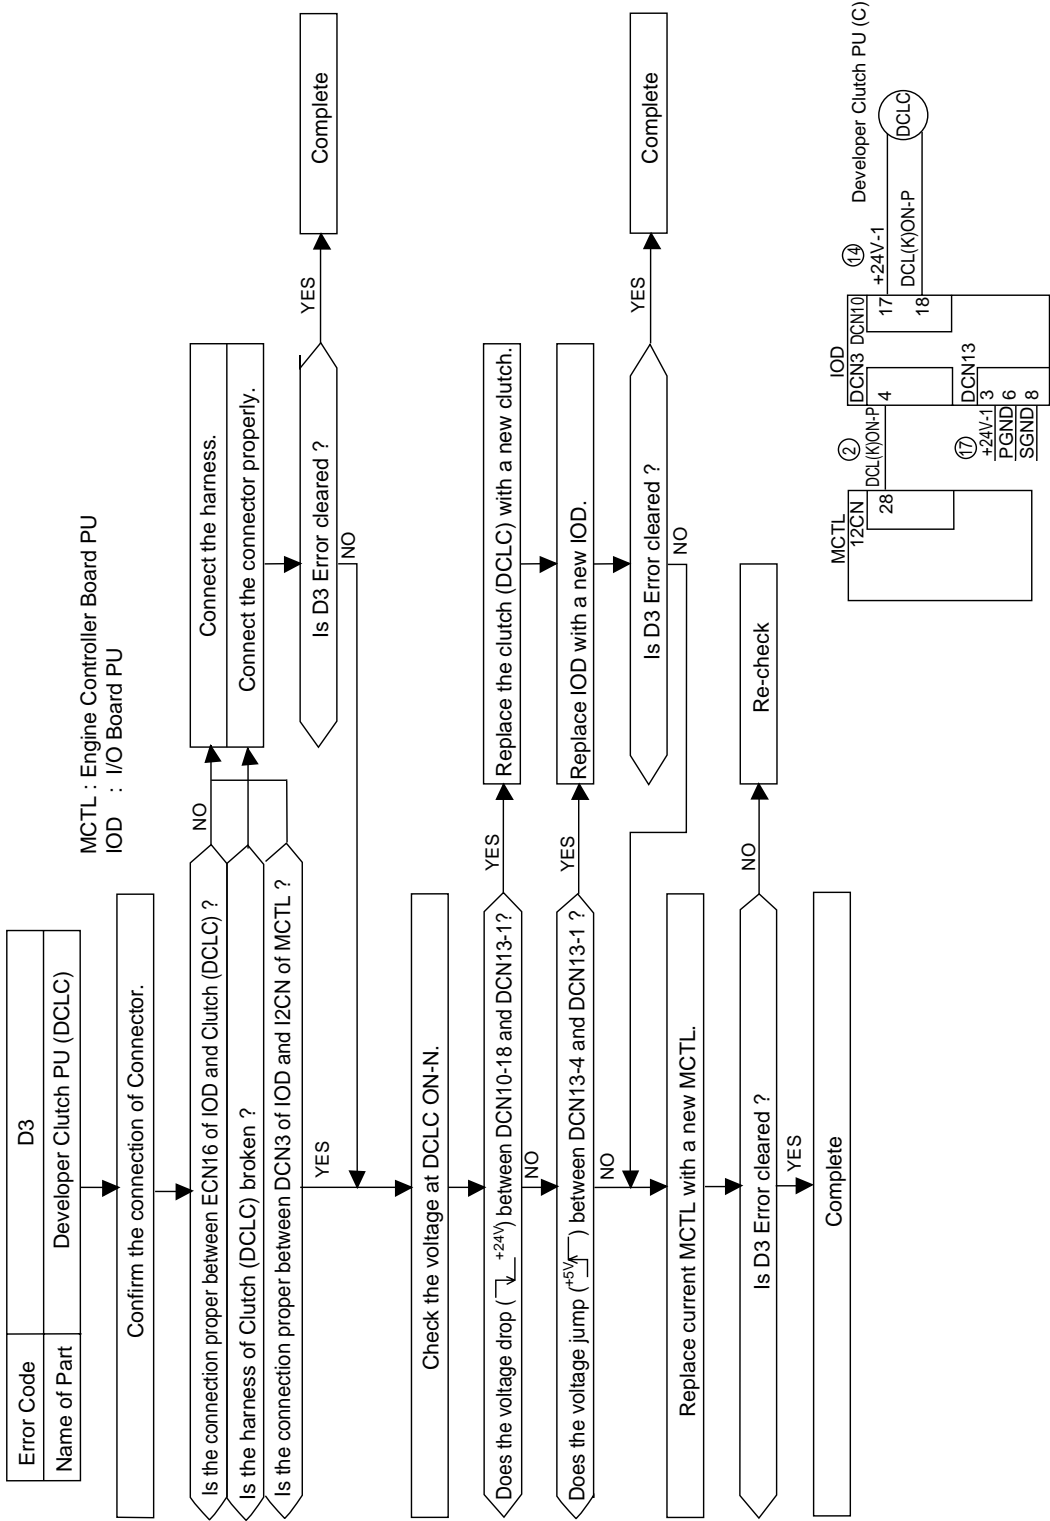 Error Code
D3
Name of Part
Developer Clutch PU (DCLC)
MCTL : Engine Controller Board PU
IOD : I/O Board PU
Confirm the connection of Connector.
Is the connection proper between ECN16 of IOD and Clutch (DCLC) ?
Is the harness of Clutch (DCLC) broken ?
Is the connection proper between DCN3 of IOD and I2CN of MCTL ?
NO
Connect the harness.
Connect the connector properly.
Is D3 Error cleared ?
YES
Complete
NO
YES
Check the voltage at DCLC ON-N.
Does the voltage drop ( +24V) between DCN10-18 and DCN13-1?
YES
Replace the clutch (DCLC) with a new clutch.
NO
Does the voltage jump (+5V ) between DCN13-4 and DCN13-1 ?
YES
Replace IOD with a new IOD.
Is D3 Error cleared ?
YES
Complete
NO
NO
Replace current MCTL with a new MCTL.
Is D3 Error cleared ?
NO
Re-check
YES
Complete
MCTL
12CN
28
2
DCL(K)ON-P
IOD
DCN3
4
DCN10
17
18
14
+24V-1
DCL(K)ON-P
Developer Clutch PU (C)
DCLC
17
DCN13
+24V-1
3
PGND
6
SGND
8